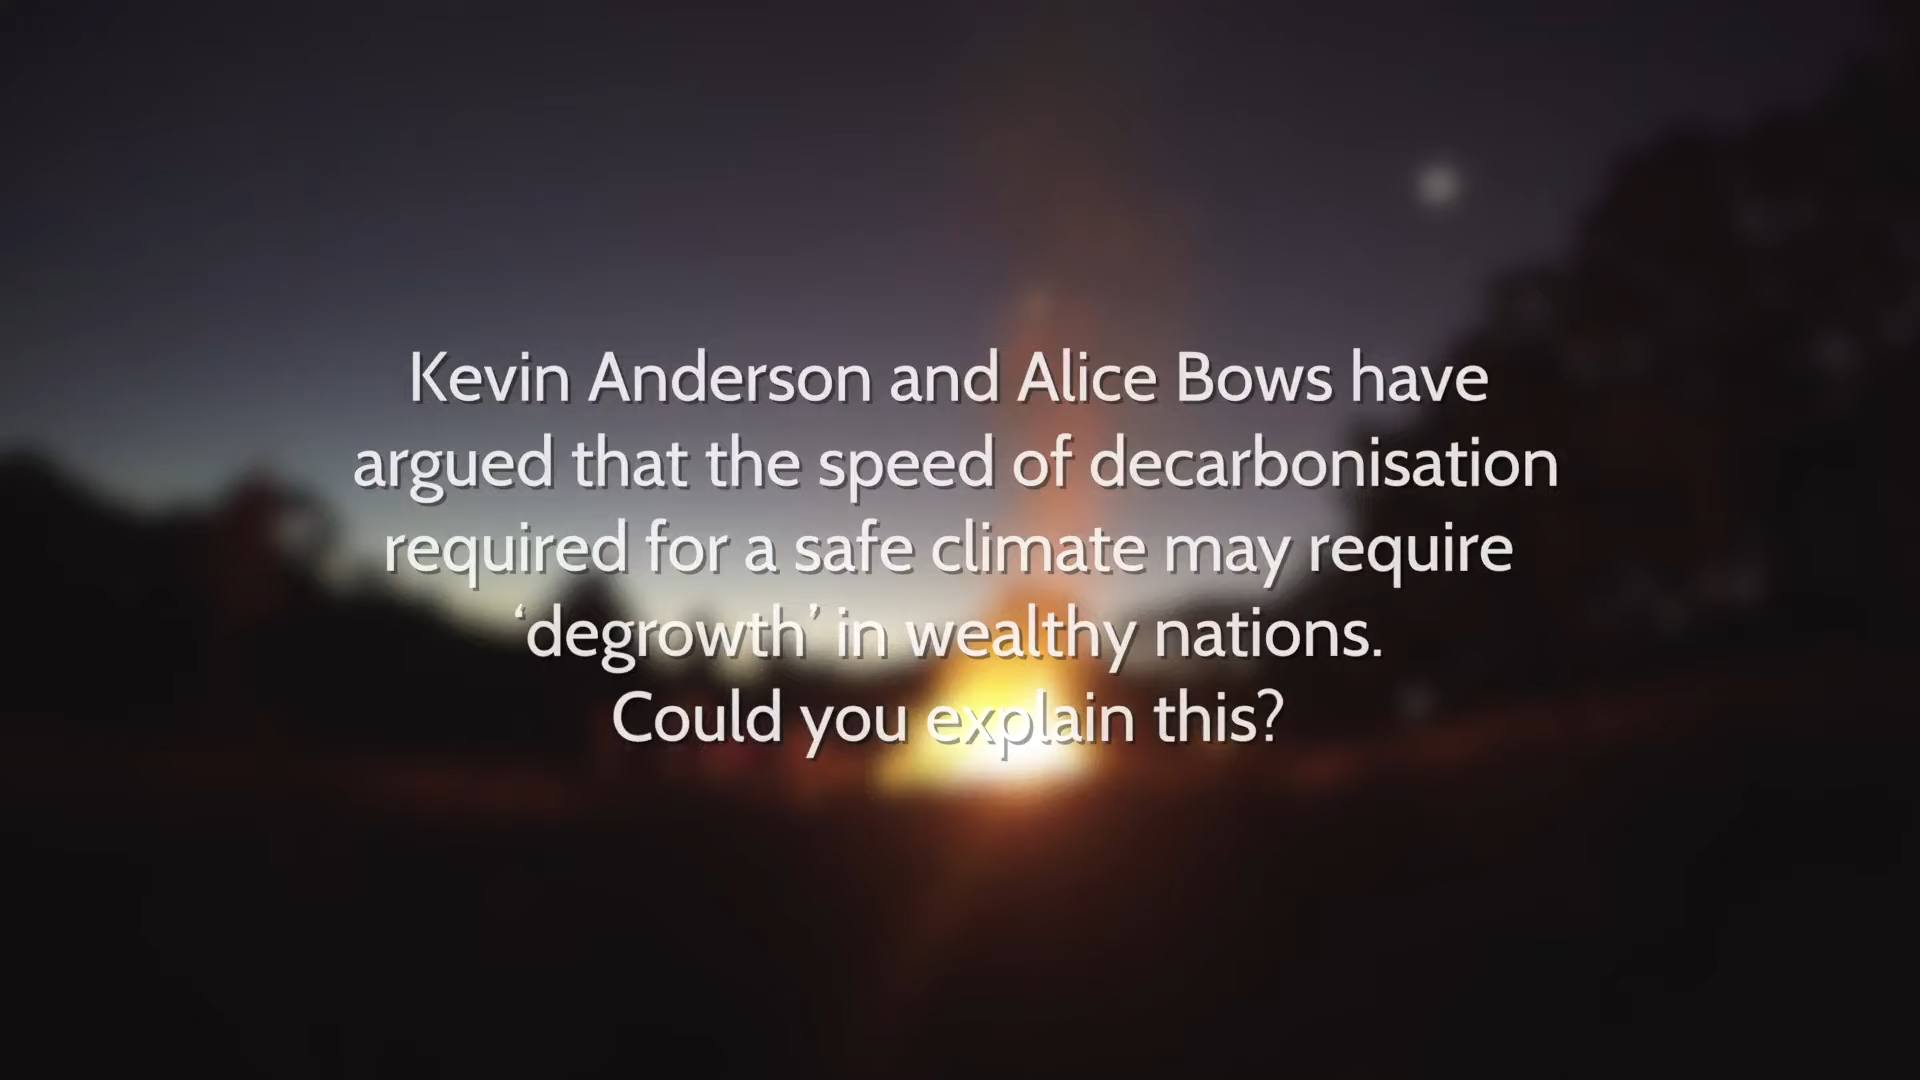 Kevin Anderson and Alice Bows have
argued that the speed of decarbonisation
required for a safe climate may require
‘degrowth’ in wealthy nations.
Could you explain this?